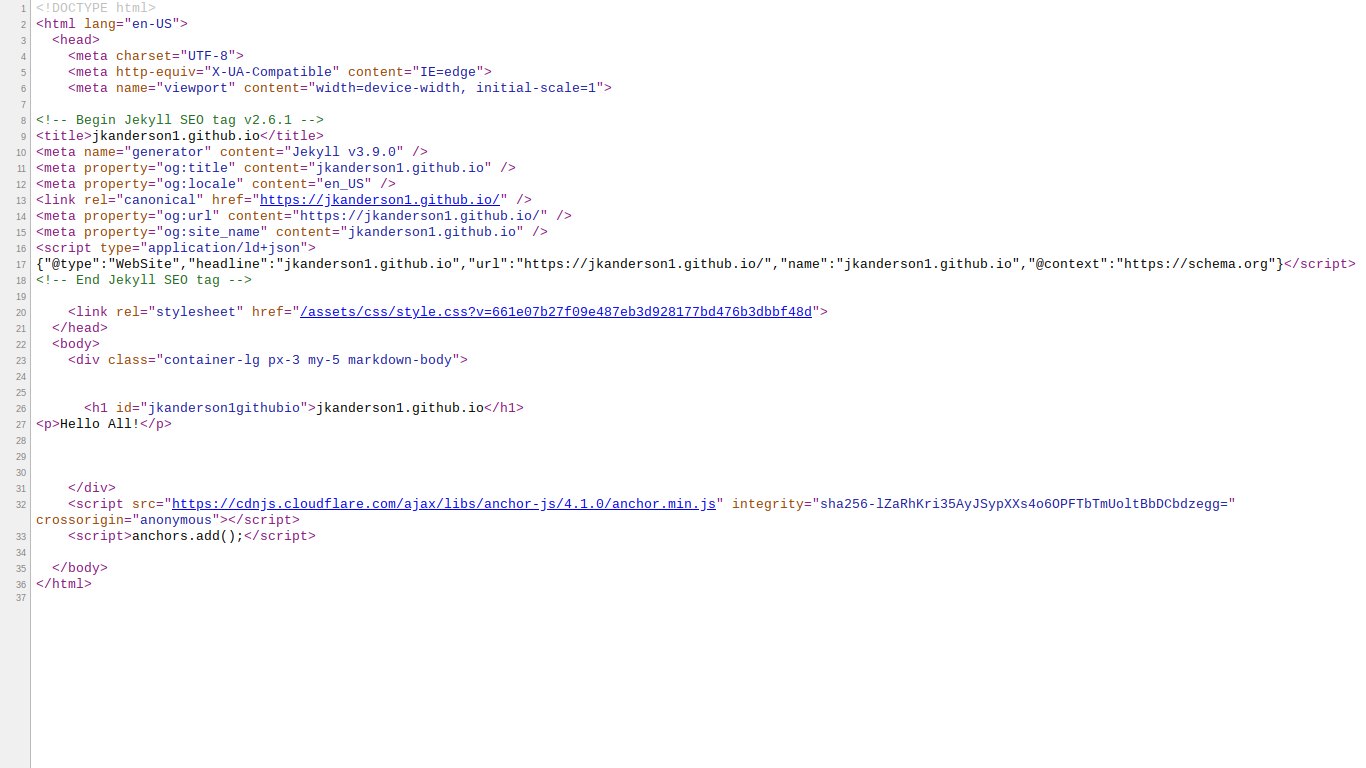 1 <!DOCTYPE html>
2 <html lang="en-US">
3 <head>
4 <meta charset="UTF-8">
5 <meta http-equiv="X-UA-Compatible" content="IE=edge">
6 <meta name="viewport" content="width=device-width, initial-scale=1">
7
8 <!-- Begin Jekyll SEO tag v2.6.1 -->
9 <title>jkanderson1.github.io</title>
10 <meta name="generator" content="Jekyll v3.9.0" />
11 <meta property="og:title" content="jkanderson1.github.io" />
12 <meta property="og:locale" content="en_US" />
13 <link rel="canonical" href="https://jkanderson1.github.io/" />
14 <meta property="og:url" content="https://jkanderson1.github.io/" />
15 <meta property="og:site_name" content="jkanderson1.github.io" />
16 <script type="application/ld+json">
17 {"@type":"WebSite","headline":"jkanderson1.github.io","url":"https://jkanderson1.github.io/","name":"jkanderson1.github.io","@context":"https://schema.org"}</script>
18 <!-- End Jekyll SEO tag -->
19
20 <link rel="stylesheet" href="/assets/css/style.css?v=661e07b27f09e487eb3d928177bd476b3dbbf48d">
21 </head>
22 <body>
23 <div class="container-lg px-3 my-5 markdown-body">
24
25
26 <h1 id="jkanderson1githubio">jkanderson1.github.io</h1>
27 <p>Hello All!</p>
28
29
30
31 </div>
32 <script src="https://cdnjs.cloudflare.com/ajax/libs/anchor-js/4.1.0/anchor.min.js" integrity="sha256-lZaRhKri35AyJSypXXs4o6OPFTbTmUoltBbDCbdzegg="
crossorigin="anonymous"></script>
33 <script>anchors.add();</script>
34
35 </body>
36 </html>
37